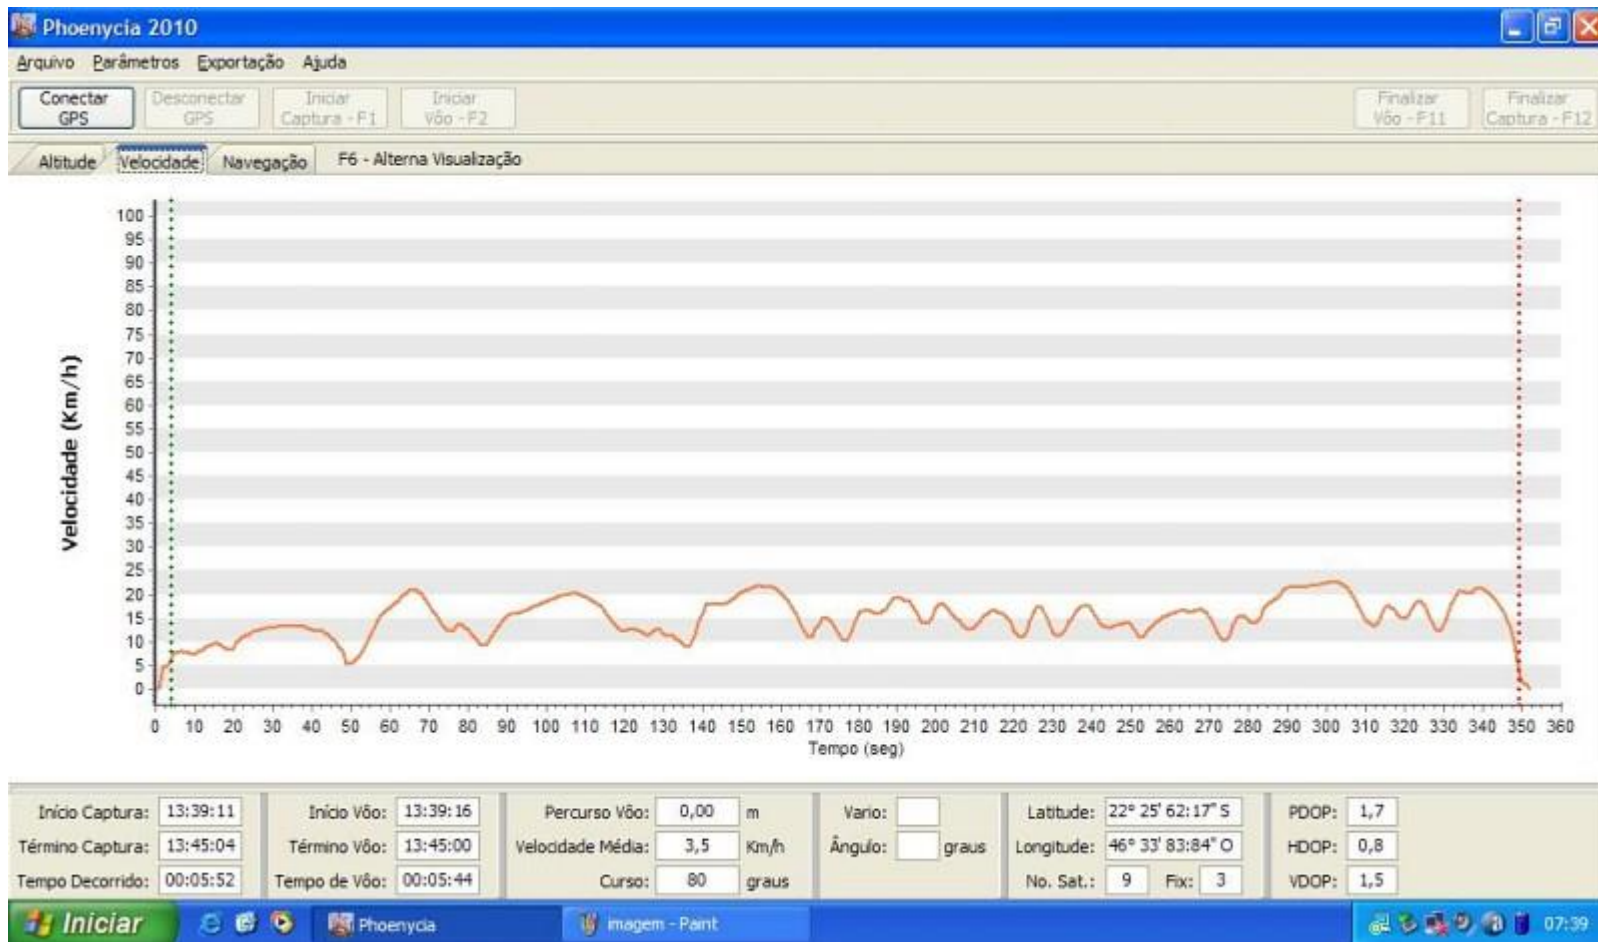 Phoenycia 2010
Arquivo Parâmetros Exportação Ajuda
Conectar GPS Desconectar GPS Iniciar Captura - F1 Iniciar Vôo - F2 Finalizar Vôo - F11 Finalizar Captura - F12
Altitude Velocidade Navegação F6 - Alterna Visualização
100
95
90
85
80
75
70
65
60
55
50
45
40
35
30
25
20
15
10
5
0
Velocidade (Km/h)
0 10 20 30 40 50 60 70 80 90 100 110 120 130 140 150 160 170 180 190 200 210 220 230 240 250 260 270 280 290 300 310 320 330 340 350 360
Tempo (seg)
Início Captura: 13:39:11 Início Vôo: 13:39:16 Percurso Vôo: 0,00 m Vario: Latitude: 22º 25' 62:17" S PDOP: 1,7
Término Captura: 13:45:04 Término Vôo: 13:45:00 Velocidade Média: 3,5 Km/h Ângulo: graus Longitude: 46º 33' 83:84" O HDOP: 0,8
Tempo Decorrido: 00:05:52 Tempo de Vôo: 00:05:44 Curso: 80 graus No. Sat.: 9 Fix: 3 VDOP: 1,5
Iniciar Phoenycia imagem - Paint 07:39